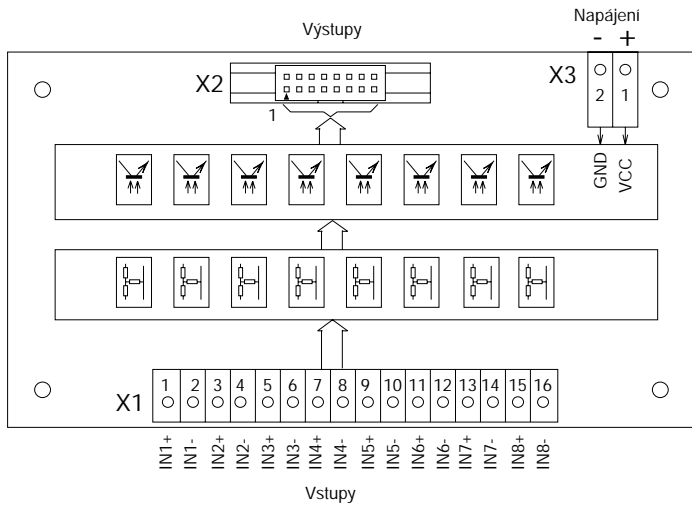 Výstupy
Napájení
- +
X2
X3
1
2 1
GND
VCC
X1
1 2 3 4 5 6 7 8 9 10 11 12 13 14 15 16
IN1+
IN1-
IN2+
IN2-
IN3+
IN3-
IN4+
IN4-
IN5+
IN5-
IN6+
IN6-
IN7+
IN7-
IN8+
IN8-
Vstupy